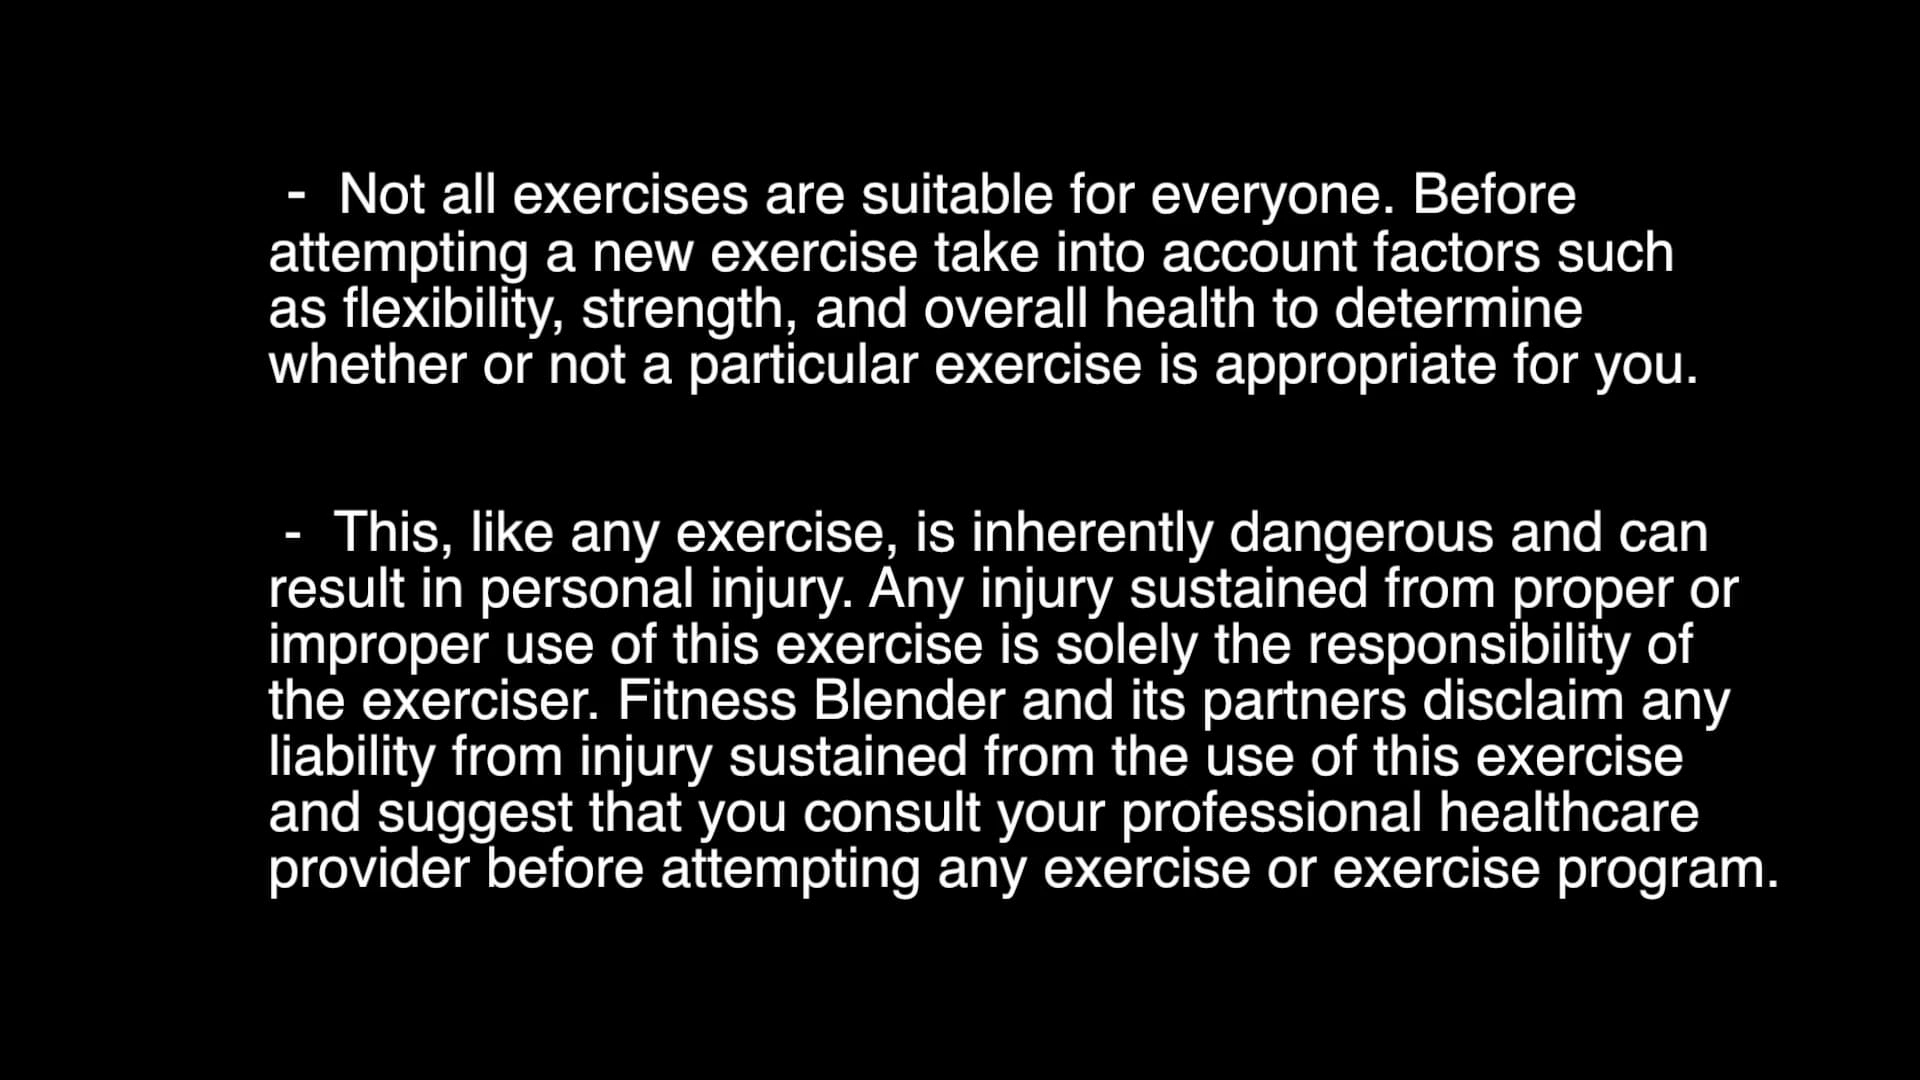 - Not all exercises are suitable for everyone. Before
attempting a new exercise take into account factors such
as flexibility, strength, and overall health to determine
whether or not a particular exercise is appropriate for you.
- This, like any exercise, is inherently dangerous and can
result in personal injury. Any injury sustained from proper or
improper use of this exercise is solely the responsibility of
the exerciser. Fitness Blender and its partners disclaim any
liability from injury sustained from the use of this exercise
and suggest that you consult your professional healthcare
provider before attempting any exercise or exercise program.